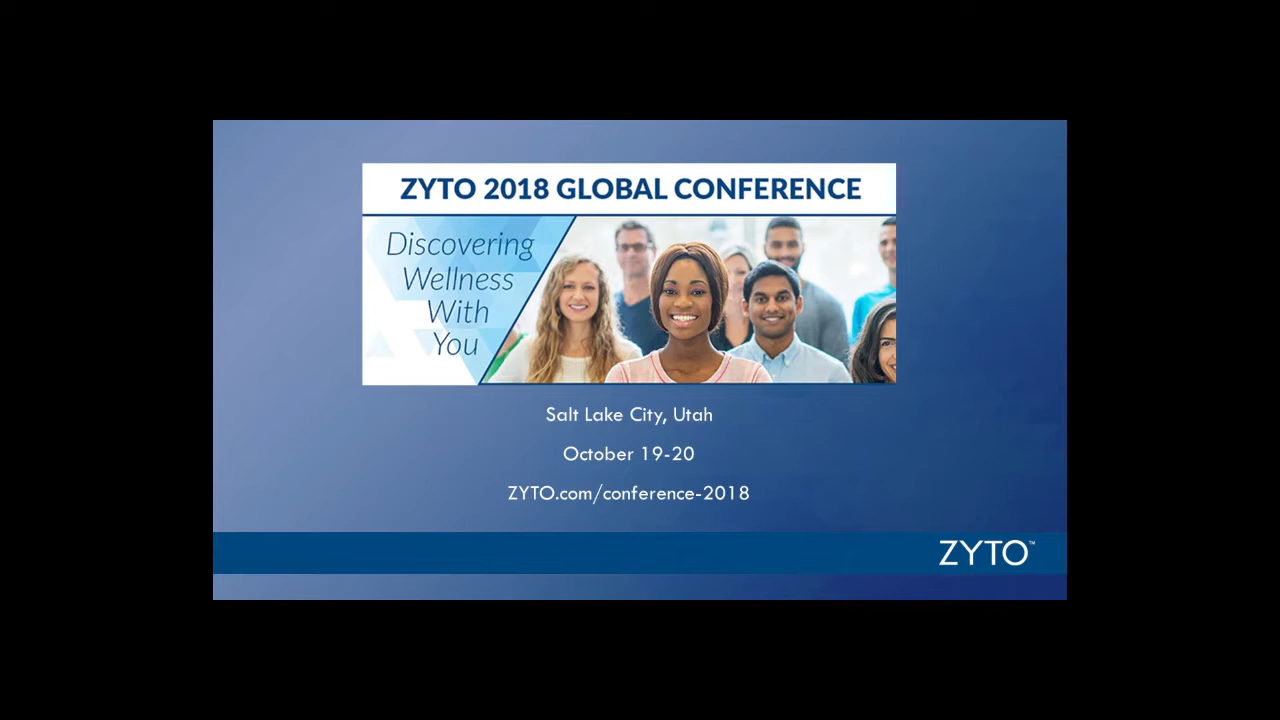 ZYTO 2018 GLOBAL CONFERENCE
Discovering
Wellness
With
You
Salt Lake City, Utah
October 19-20
ZYTO.com/conference-2018
ZYTO™